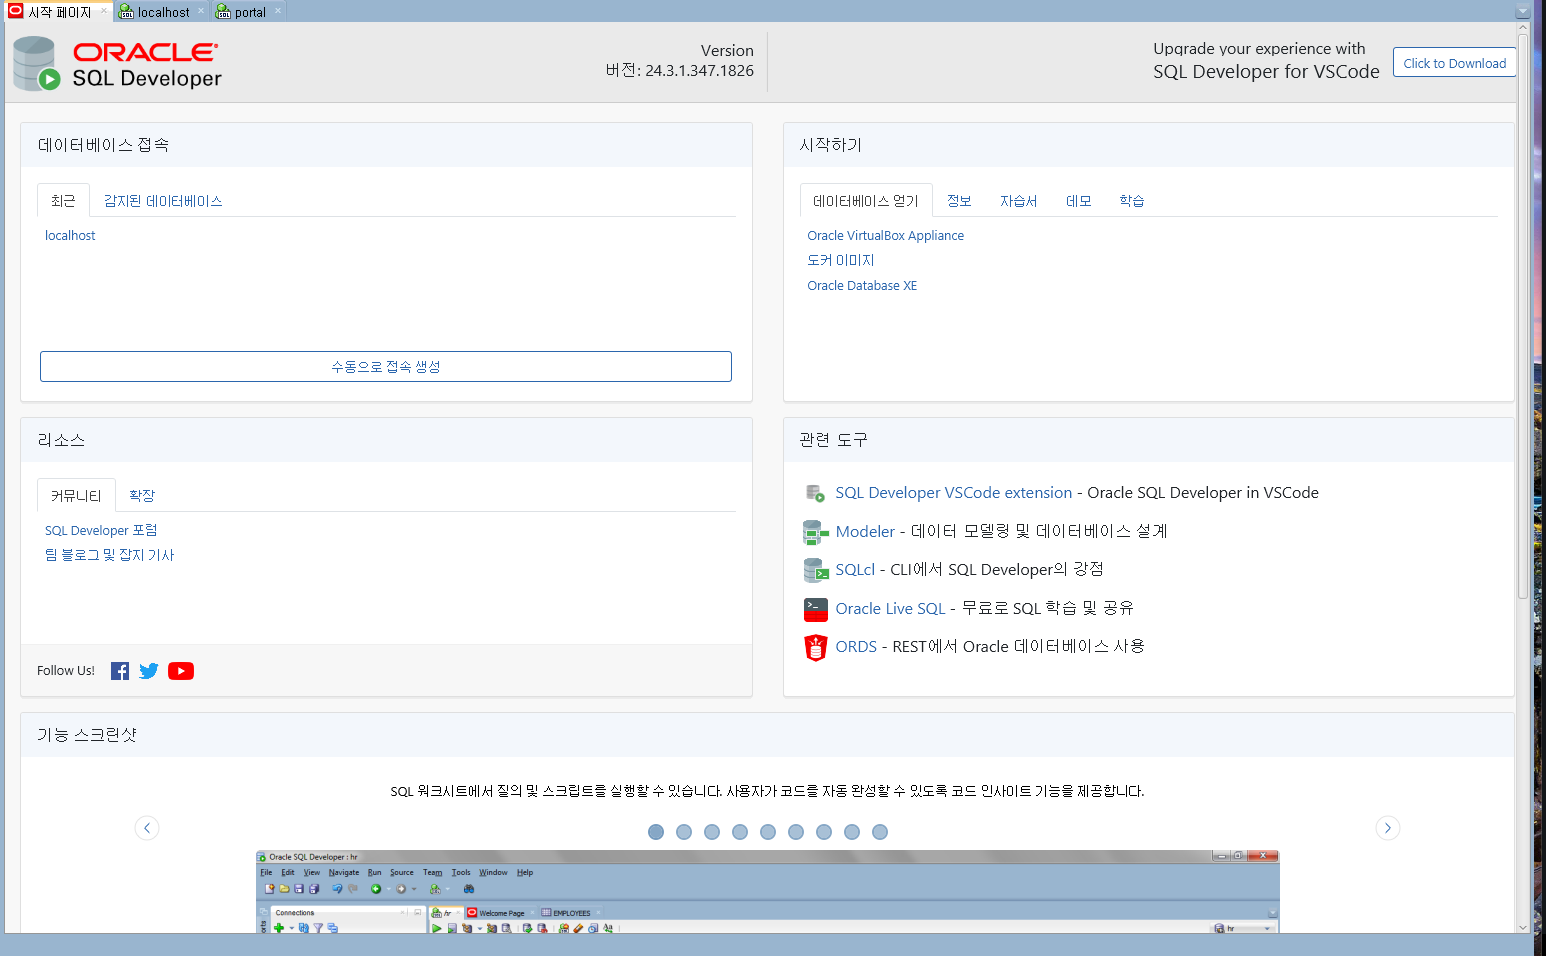 시작 페이지
localhost
portal
ORACLE
SQL Developer
Version
버전: 24.3.1.347.1826
Upgrade your experience with
SQL Developer for VSCode
Click to Download
데이터베이스 접속
최근 감지된 데이터베이스
localhost
수동으로 접속 생성
시작하기
데이터베이스 얻기 정보 자습서 데모 학습
Oracle VirtualBox Appliance
도커 이미지
Oracle Database XE
리소스
커뮤니티 확장
SQL Developer 포럼
팀 블로그 및 잡지 기사
Follow Us!
관련 도구
SQL Developer VSCode extension - Oracle SQL Developer in VSCode
Modeler - 데이터 모델링 및 데이터베이스 설계
SQLcl - CLI에서 SQL Developer의 강점
Oracle Live SQL - 무료로 SQL 학습 및 공유
ORDS - REST에서 Oracle 데이터베이스 사용
기능 스크린샷
SQL 워크시트에서 질의 및 스크립트를 실행할 수 있습니다. 사용자가 코드를 자동 완성할 수 있도록 코드 인사이트 기능을 제공합니다.
Oracle SQL Developer : hr
File Edit View Navigate Run Source Team Tools Window Help
Connections
hr Welcome Page EMPLOYEES
hr